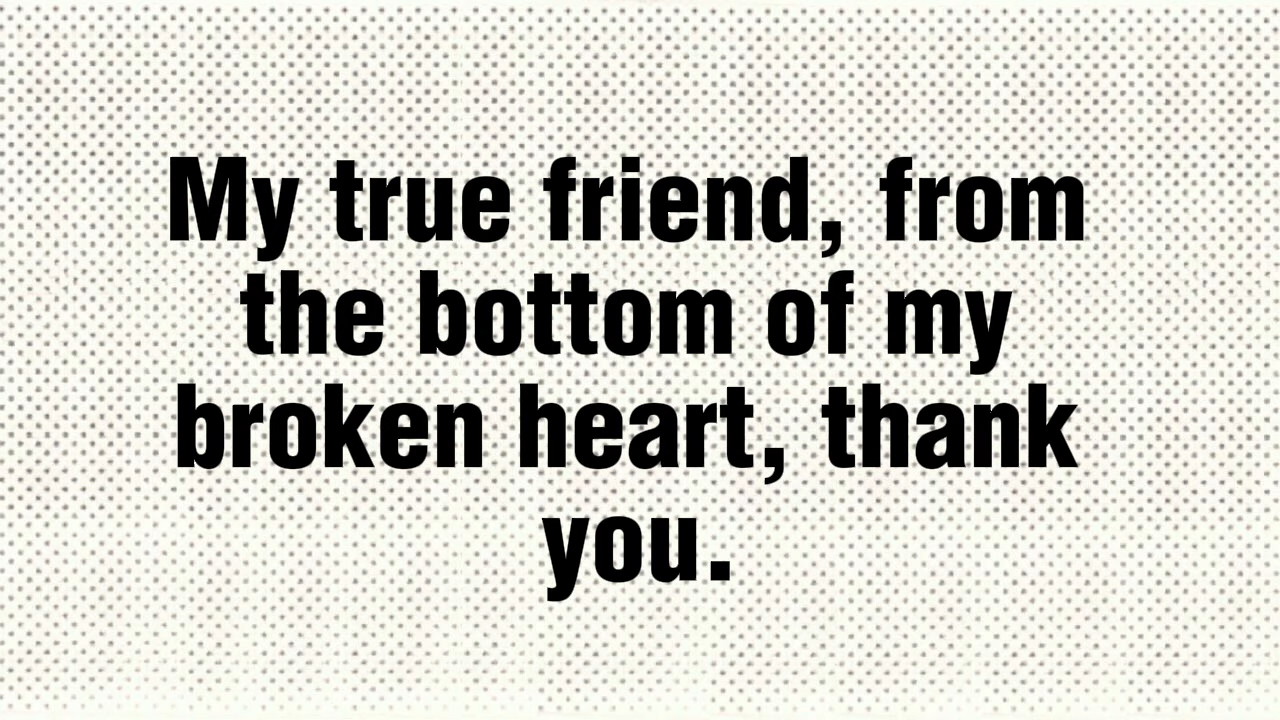 My true friend, from
the bottom of my
broken heart, thank
you.